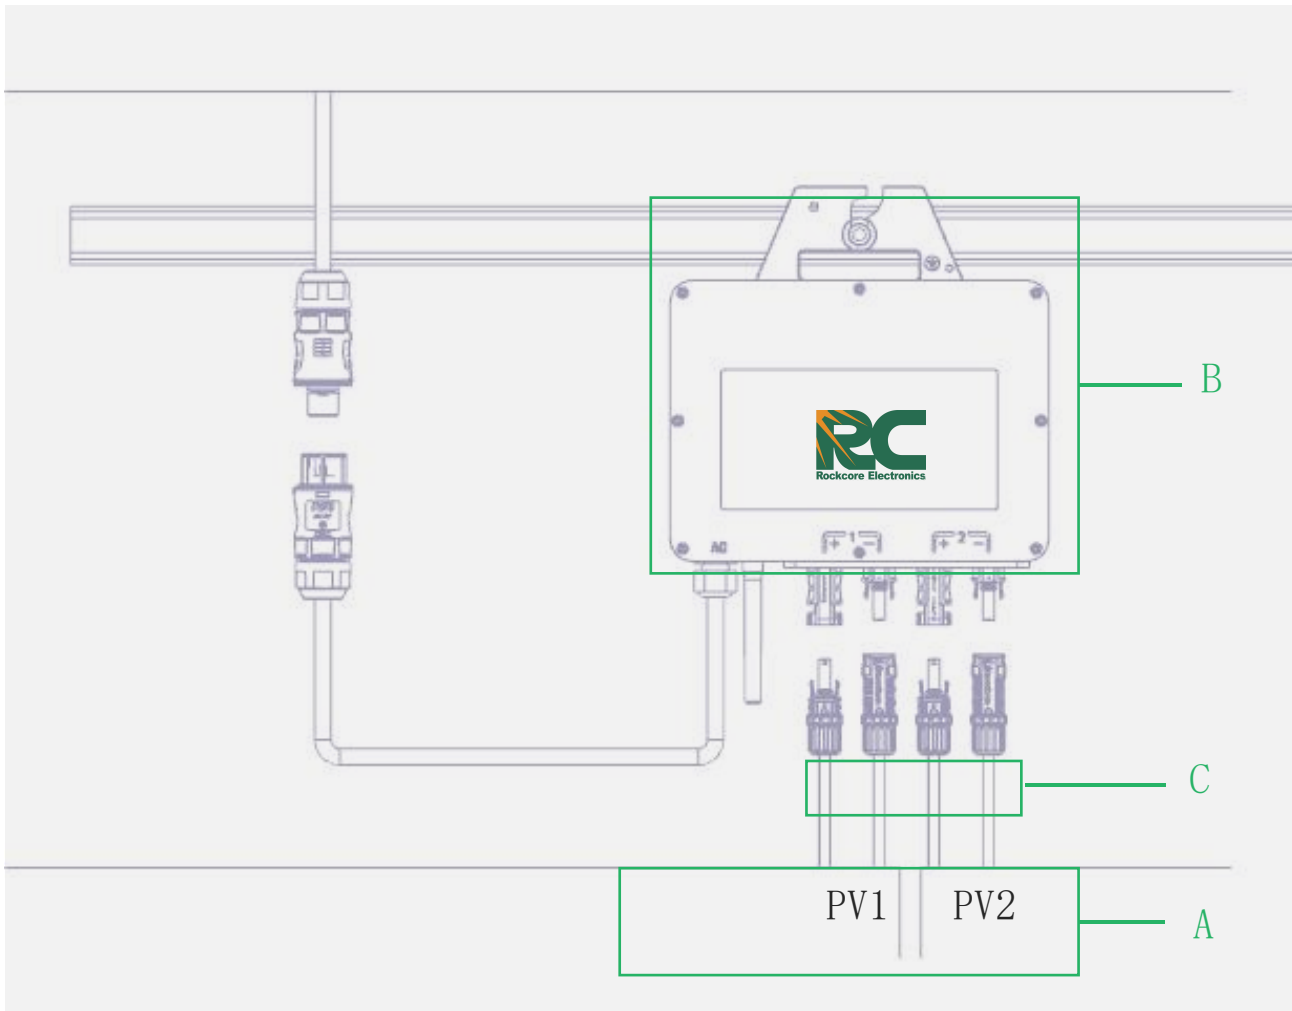 B
RC
Rockcore Electronics
AC
1
2
+ -
+ -
C
PV1
PV2
A